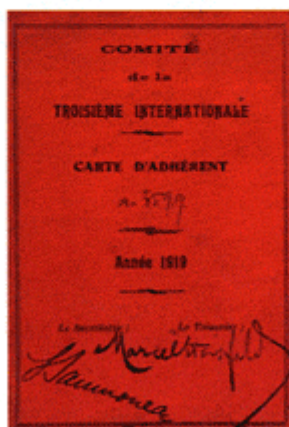 COMITÉ
de la
TROISIÈME INTERNATIONALE
CARTE D'ADHÉRENT
Année 1919
Le Secrétaire : Le Trésorier :